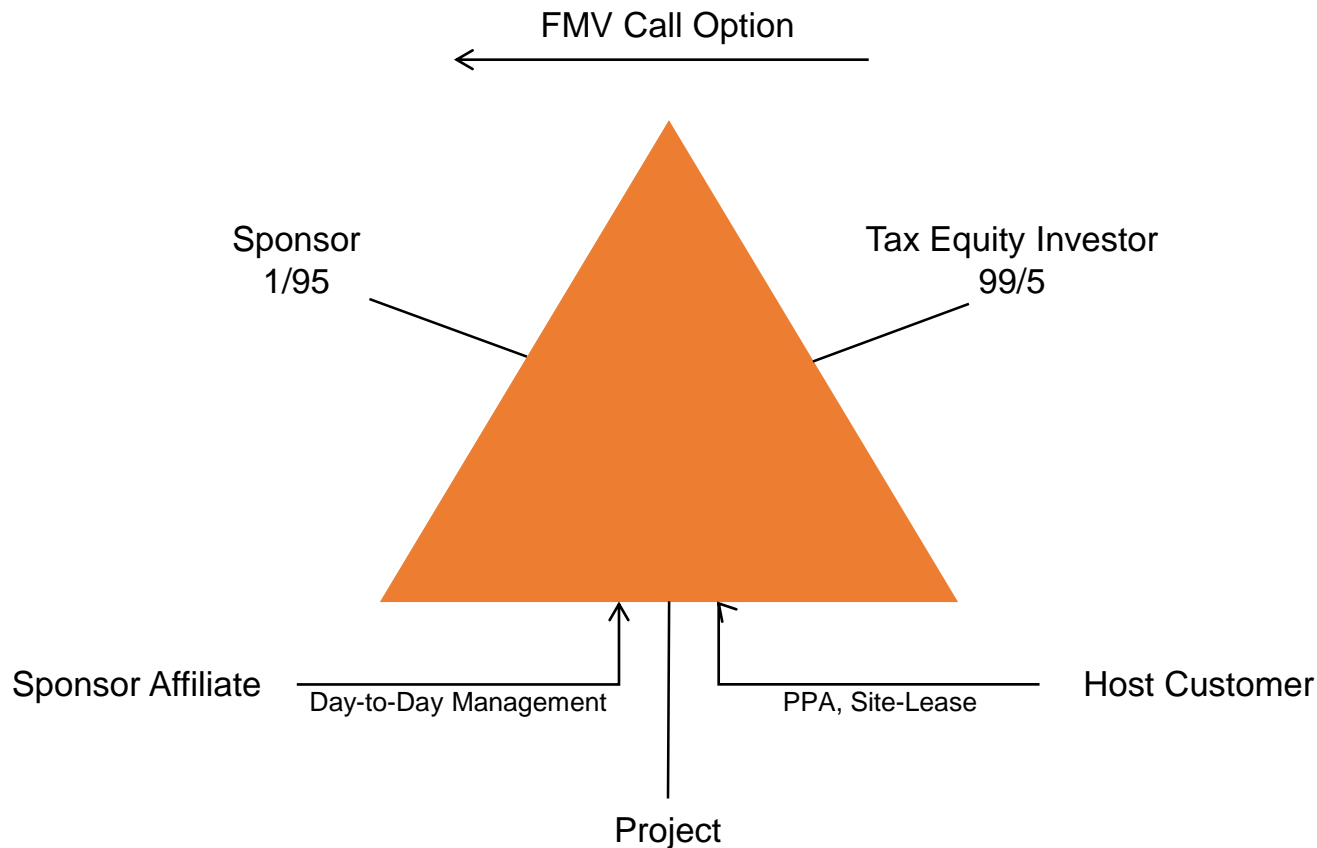 FMV Call Option
Sponsor
1/95
Tax Equity Investor
99/5
Sponsor Affiliate
Day-to-Day Management
PPA, Site-Lease
Host Customer
Project